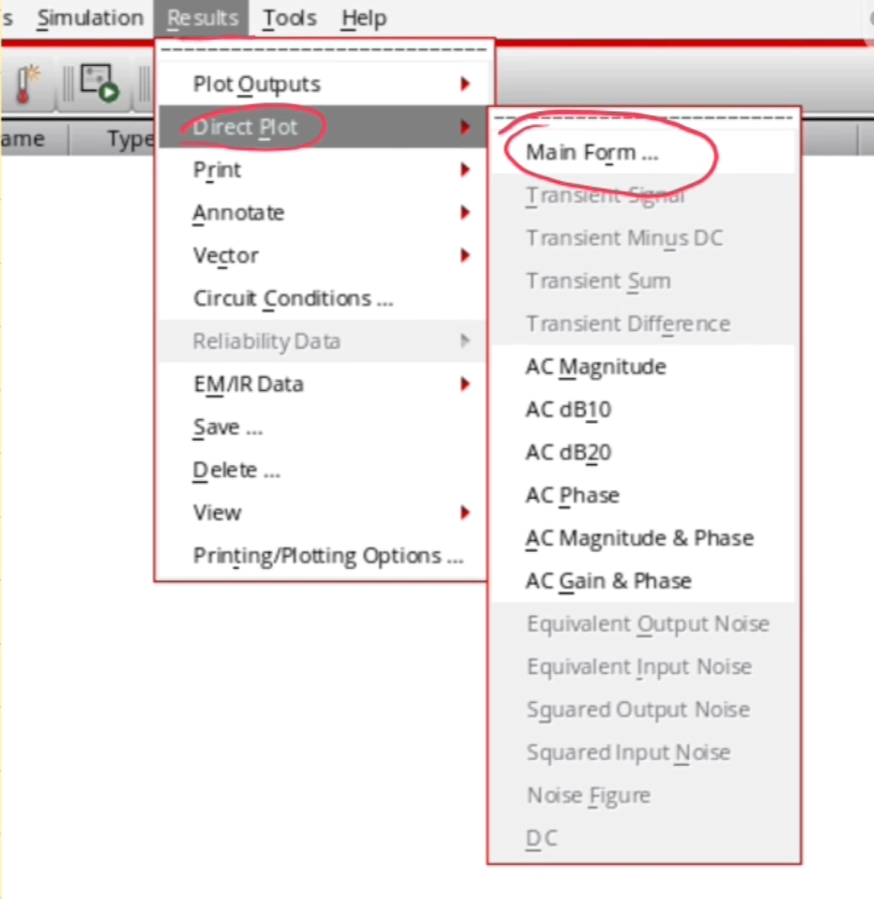 s Simulation Results Tools Help
ame Type
Plot Outputs
Direct Plot
Print
Annotate
Vector
Circuit Conditions ...
Reliability Data
EM/IR Data
Save ...
Delete ...
View
Printing/Plotting Options ...
Main Form ...
Transient Signal
Transient Minus DC
Transient Sum
Transient Difference
AC Magnitude
AC dB10
AC dB20
AC Phase
AC Magnitude & Phase
AC Gain & Phase
Equivalent Output Noise
Equivalent Input Noise
Squared Output Noise
Squared Input Noise
Noise Figure
DC